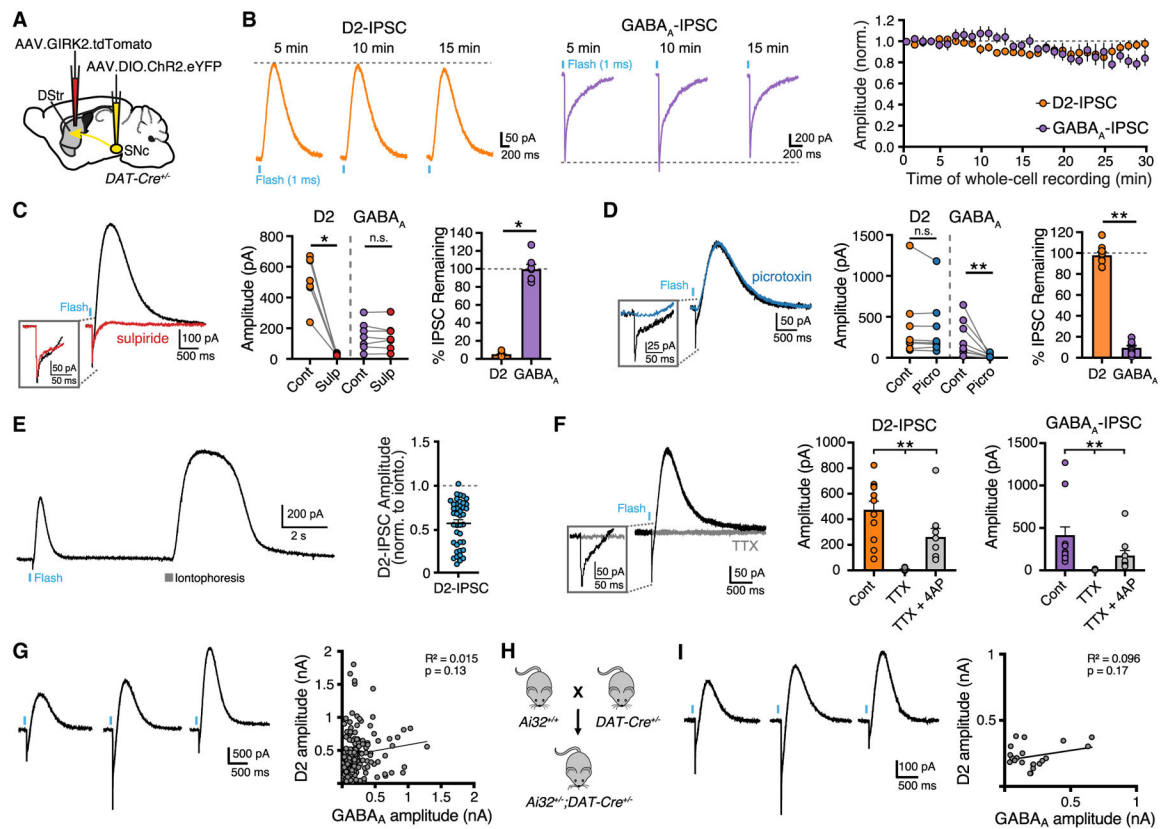 A
AAV.GIRK2.tdTomato
AAV.DIO.ChR2.eYFP
DStr
SNc
DAT-Cre+/-
B
D2-IPSC
5 min
10 min
15 min
Flash (1 ms)
50 pA
200 ms
GABAA-IPSC
5 min
10 min
15 min
Flash (1 ms)
200 pA
200 ms
Amplitude (norm.)
1.2
1.0
0.8
0.6
0.4
0.2
0
D2-IPSC
GABAA-IPSC
0 5 10 15 20 25 30
Time of whole-cell recording (min)
C
Flash
sulpiride
100 pA
500 ms
50 pA
50 ms
D2
GABAA
*
n.s.
Amplitude (pA)
800
600
400
200
0
Cont
Sulp
Cont
Sulp
*
% IPSC Remaining
140
120
100
80
60
40
20
0
D2
GABAA
D
Flash
picrotoxin
50 pA
500 ms
25 pA
50 ms
D2
GABAA
n.s.
**
Amplitude (pA)
1500
1000
500
0
Cont
Picro
Cont
Picro
**
% IPSC Remaining
120
100
80
60
40
20
0
D2
GABAA
E
Flash
Iontophoresis
200 pA
2 s
D2-IPSC Amplitude
(norm. to ionto.)
1.5
1.0
0.5
0
D2-IPSC
F
Flash
TTX
50 pA
500 ms
50 pA
50 ms
D2-IPSC
**
Amplitude (pA)
1000
800
600
400
200
0
Cont
TTX
TTX + 4AP
GABAA-IPSC
**
Amplitude (pA)
1500
1000
500
0
Cont
TTX
TTX + 4AP
G
500 pA
500 ms
D2 amplitude (nA)
2
1.5
1
0.5
0
R² = 0.015
p = 0.13
0.5 1 1.5 2
GABAA amplitude (nA)
H
X
Ai32+/+
DAT-Cre+/-
Ai32+/-;DAT-Cre+/-
I
100 pA
500 ms
D2 amplitude (nA)
1
0.5
0
R² = 0.096
p = 0.17
0 0.5 1
GABAA amplitude (nA)